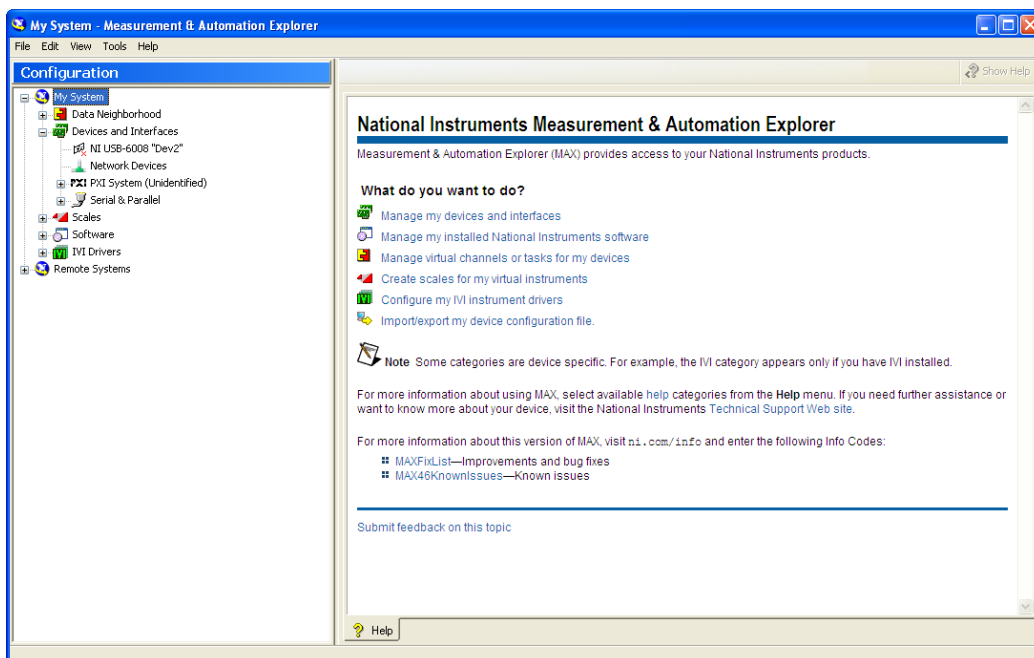 My System - Measurement & Automation Explorer
File Edit View Tools Help
Configuration
Show Help
My System
Data Neighborhood
Devices and Interfaces
NI USB-6008 "Dev2"
Network Devices
PXI PXI System (Unidentified)
Serial & Parallel
Scales
Software
IVI Drivers
Remote Systems
National Instruments Measurement & Automation Explorer
Measurement & Automation Explorer (MAX) provides access to your National Instruments products.
What do you want to do?
Manage my devices and interfaces
Manage my installed National Instruments software
Manage virtual channels or tasks for my devices
Create scales for my virtual instruments
IVI Configure my IVI instrument drivers
Import/export my device configuration file.
Note Some categories are device specific. For example, the IVI category appears only if you have IVI installed.
For more information about using MAX, select available help categories from the Help menu. If you need further assistance or
want to know more about your device, visit the National Instruments Technical Support Web site.
For more information about this version of MAX, visit ni.com/info and enter the following Info Codes:
MAXFixList—Improvements and bug fixes
MAX46KnownIssues—Known issues
Submit feedback on this topic
Help